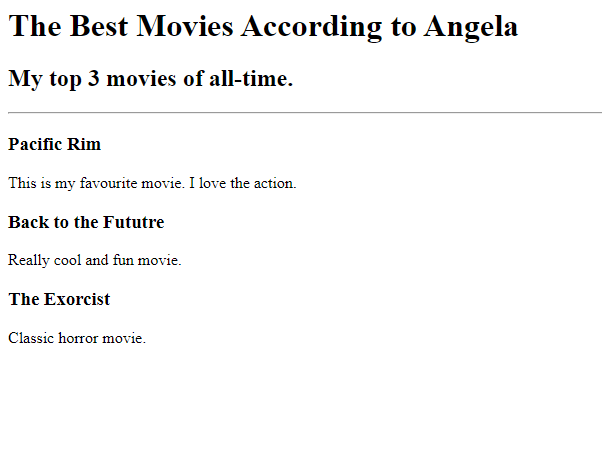 The Best Movies According to Angela
My top 3 movies of all-time.
Pacific Rim
This is my favourite movie. I love the action.
Back to the Fututre
Really cool and fun movie.
The Exorcist
Classic horror movie.